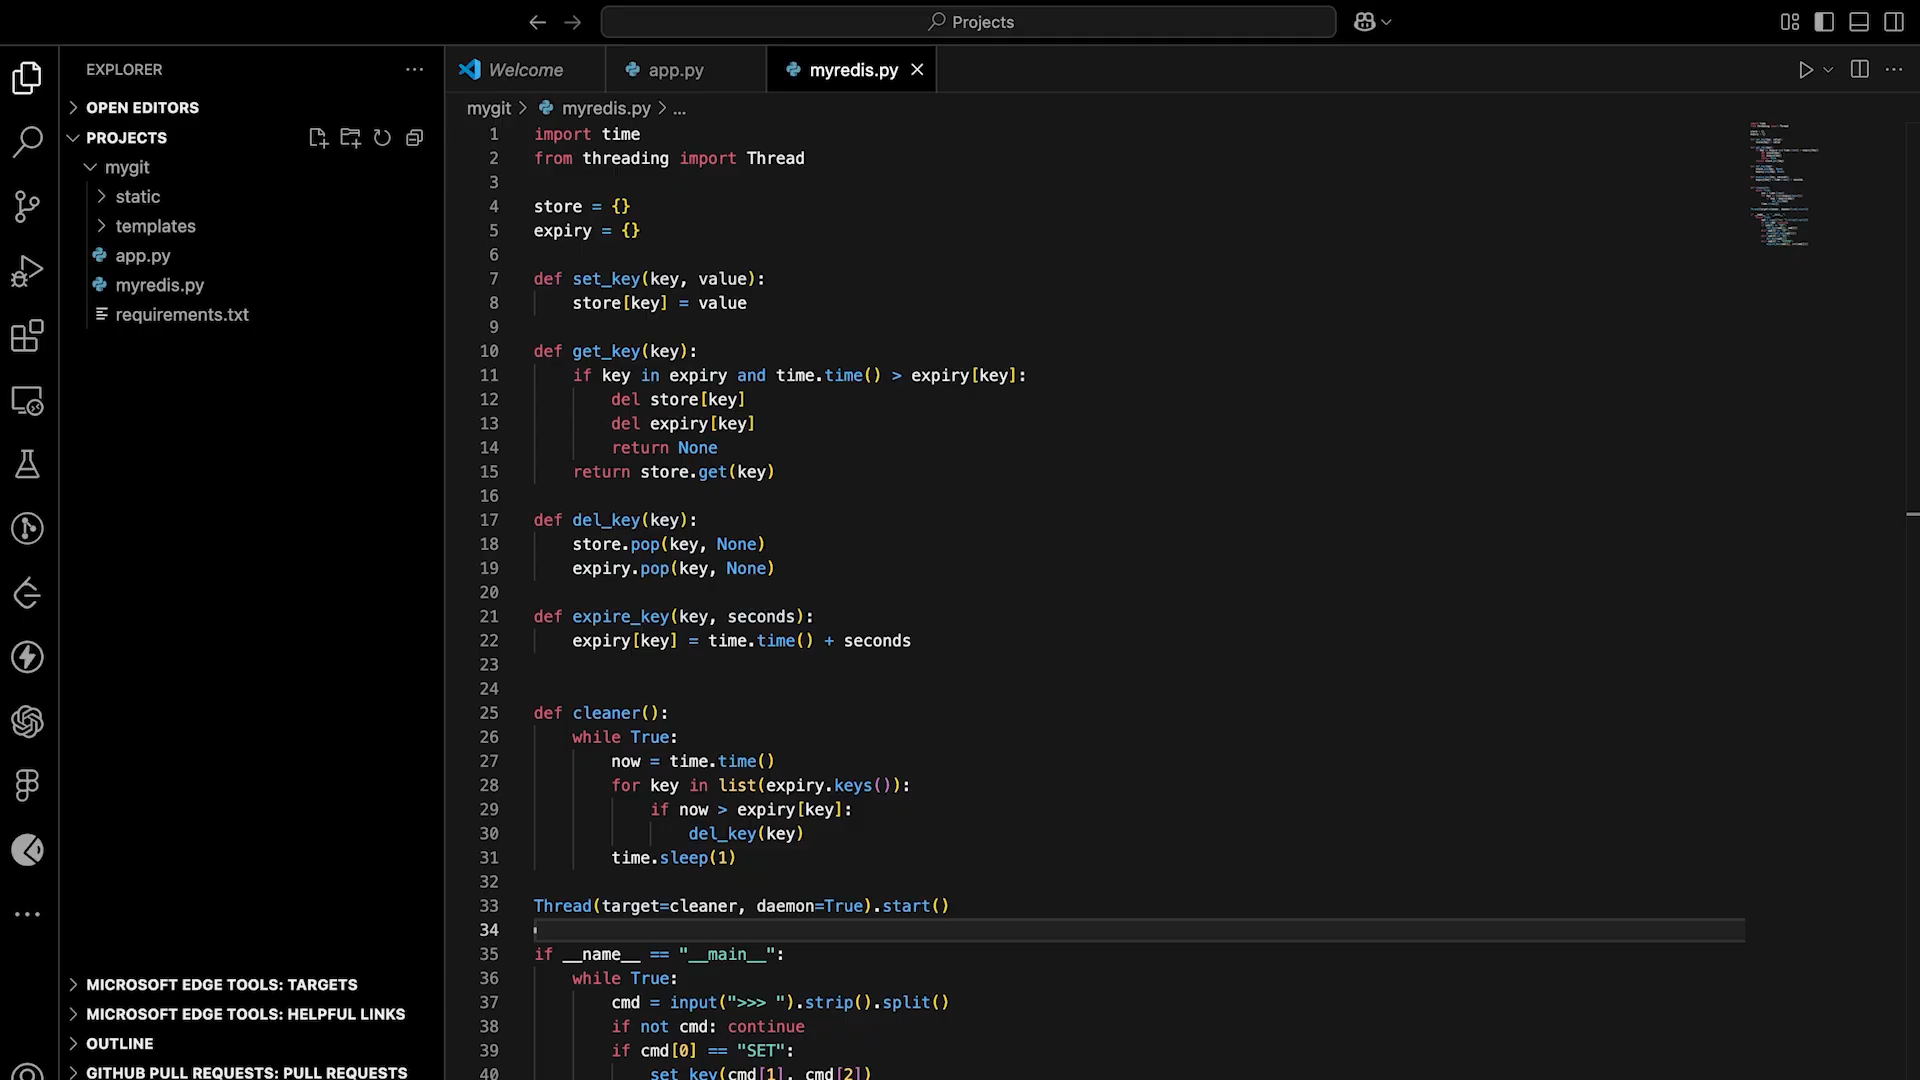 Projects
EXPLORER
OPEN EDITORS
PROJECTS
mygit
static
templates
app.py
myredis.py
requirements.txt
MICROSOFT EDGE TOOLS: TARGETS
MICROSOFT EDGE TOOLS: HELPFUL LINKS
OUTLINE
GITHUB PULL REQUESTS: PULL REQUESTS
Welcome
app.py
myredis.py
mygit > myredis.py > ...
1 import time
2 from threading import Thread
3
4 store = {}
5 expiry = {}
6
7 def set_key(key, value):
8     store[key] = value
9
10 def get_key(key):
11     if key in expiry and time.time() > expiry[key]:
12         del store[key]
13         del expiry[key]
14         return None
15     return store.get(key)
16
17 def del_key(key):
18     store.pop(key, None)
19     expiry.pop(key, None)
20
21 def expire_key(key, seconds):
22     expiry[key] = time.time() + seconds
23
24
25 def cleaner():
26     while True:
27         now = time.time()
28         for key in list(expiry.keys()):
29             if now > expiry[key]:
30                 del_key(key)
31         time.sleep(1)
32
33 Thread(target=cleaner, daemon=True).start()
34
35 if __name__ == "__main__":
36     while True:
37         cmd = input(">>> ").strip().split()
38         if not cmd: continue
39         if cmd[0] == "SET":
40             set_key(cmd[1], cmd[2])